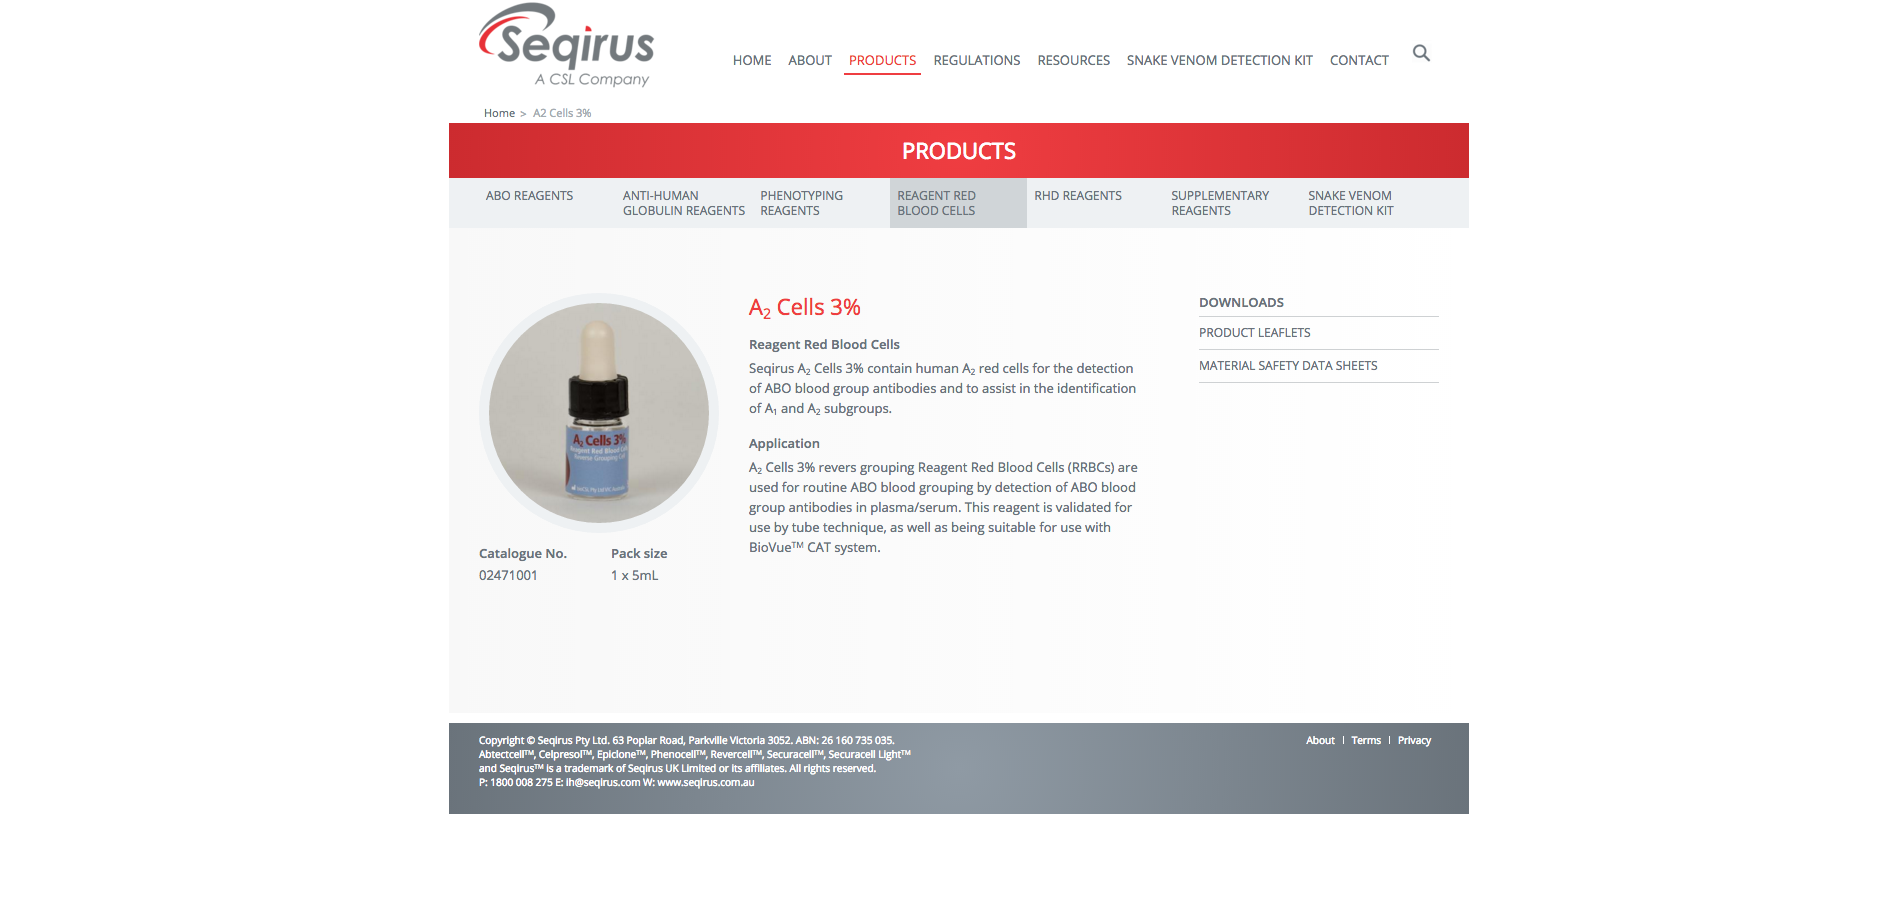 Seqirus
A CSL Company
HOME ABOUT PRODUCTS REGULATIONS RESOURCES SNAKE VENOM DETECTION KIT CONTACT
Home > A2 Cells 3%
PRODUCTS
ABO REAGENTS
ANTI-HUMAN
GLOBULIN REAGENTS
PHENOTYPING
REAGENTS
REAGENT RED
BLOOD CELLS
RHD REAGENTS
SUPPLEMENTARY
REAGENTS
SNAKE VENOM
DETECTION KIT
A2 Cells 3%
Reagent Red Blood
Reverse Grouping Cell
Catalogue No. Pack size
02471001 1 x 5mL
A₂ Cells 3%
Reagent Red Blood Cells
Seqirus A₂ Cells 3% contain human A₂ red cells for the detection
of ABO blood group antibodies and to assist in the identification
of A₁ and A₂ subgroups.
Application
A₂ Cells 3% revers grouping Reagent Red Blood Cells (RRBCs) are
used for routine ABO blood grouping by detection of ABO blood
group antibodies in plasma/serum. This reagent is validated for
use by tube technique, as well as being suitable for use with
BioVue™ CAT system.
DOWNLOADS
PRODUCT LEAFLETS
MATERIAL SAFETY DATA SHEETS
Copyright © Seqirus Pty Ltd. 63 Poplar Road, Parkville Victoria 3052. ABN: 26 160 735 035.
Abtectcell™, Celpresol™, Epiclone™, Phenocell™, Revercell™, Securacell™, Securacell Light™
and Seqirus™ is a trademark of Seqirus UK Limited or its affiliates. All rights reserved.
P: 1800 008 275 E: ih@seqirus.com W: www.seqirus.com.au
About | Terms | Privacy